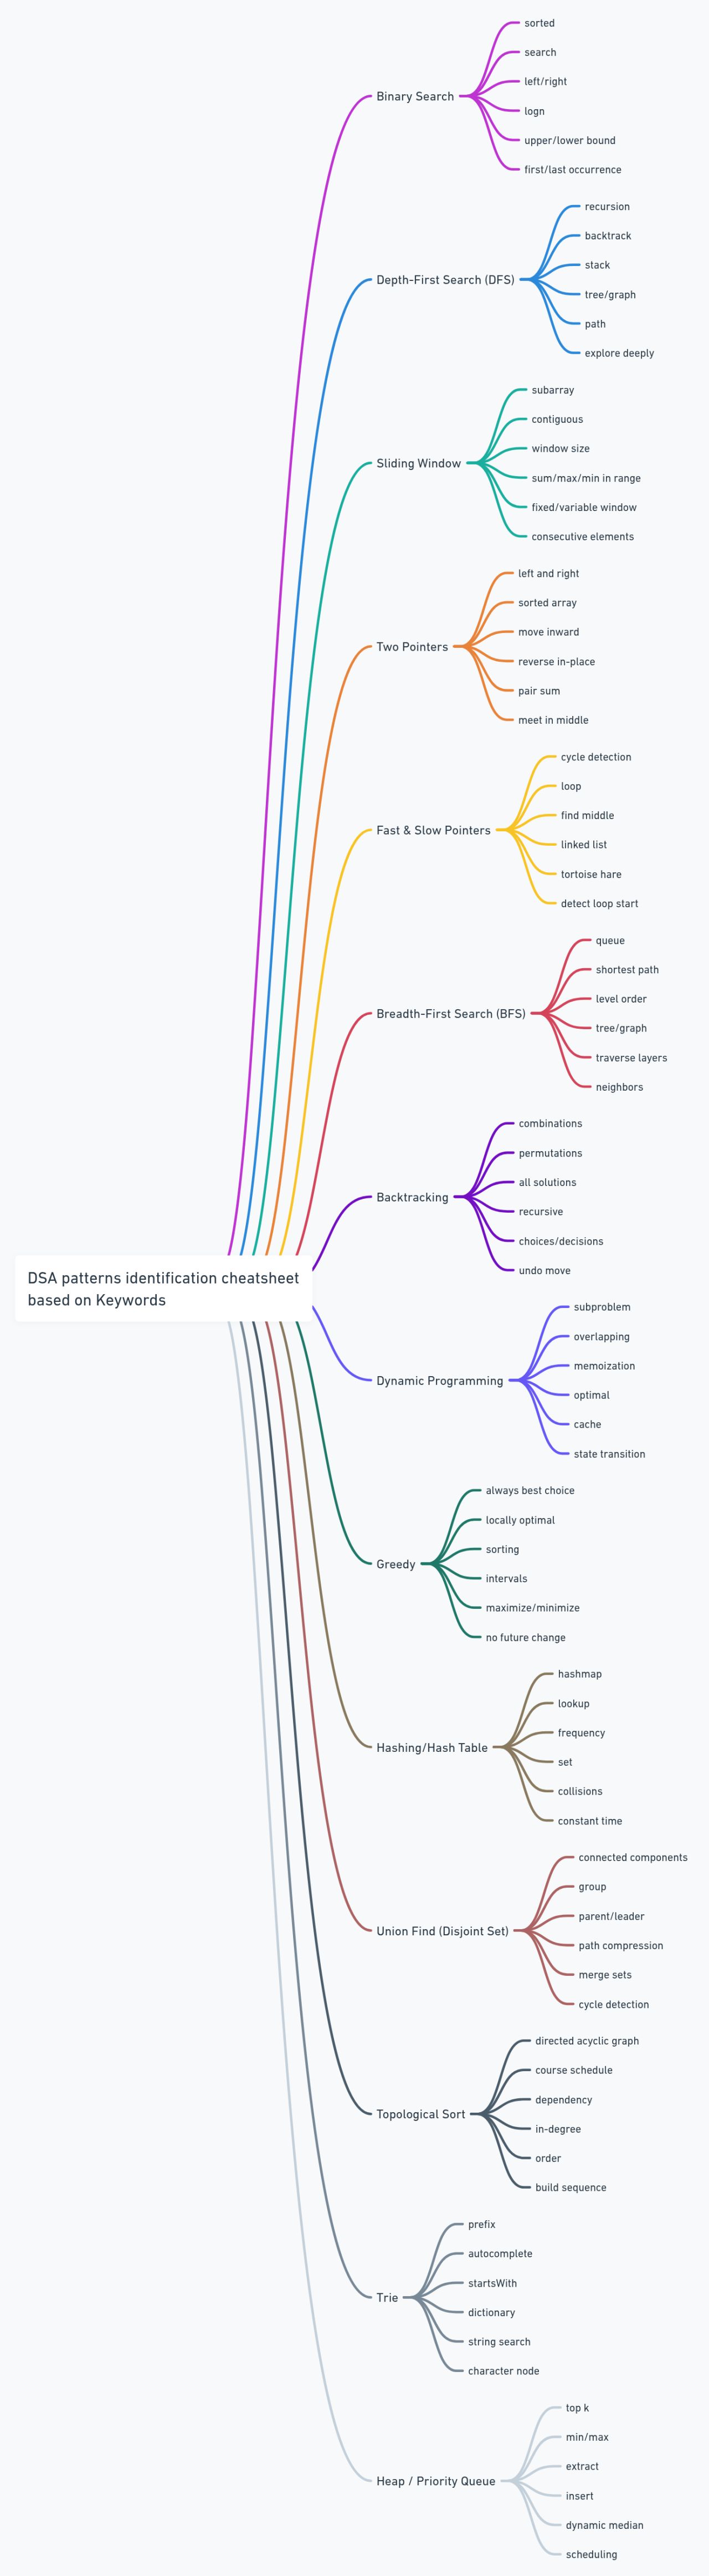 DSA patterns identification cheatsheet
based on Keywords
Binary Search
sorted
search
left/right
logn
upper/lower bound
first/last occurrence
Depth-First Search (DFS)
recursion
backtrack
stack
tree/graph
path
explore deeply
Sliding Window
subarray
contiguous
window size
sum/max/min in range
fixed/variable window
consecutive elements
Two Pointers
left and right
sorted array
move inward
reverse in-place
pair sum
meet in middle
Fast & Slow Pointers
cycle detection
loop
find middle
linked list
tortoise hare
detect loop start
Breadth-First Search (BFS)
queue
shortest path
level order
tree/graph
traverse layers
neighbors
Backtracking
combinations
permutations
all solutions
recursive
choices/decisions
undo move
Dynamic Programming
subproblem
overlapping
memoization
optimal
cache
state transition
Greedy
always best choice
locally optimal
sorting
intervals
maximize/minimize
no future change
Hashing/Hash Table
hashmap
lookup
frequency
set
collisions
constant time
Union Find (Disjoint Set)
connected components
group
parent/leader
path compression
merge sets
cycle detection
Topological Sort
directed acyclic graph
course schedule
dependency
in-degree
order
build sequence
Trie
prefix
autocomplete
startsWith
dictionary
string search
character node
Heap / Priority Queue
top k
min/max
extract
insert
dynamic median
scheduling